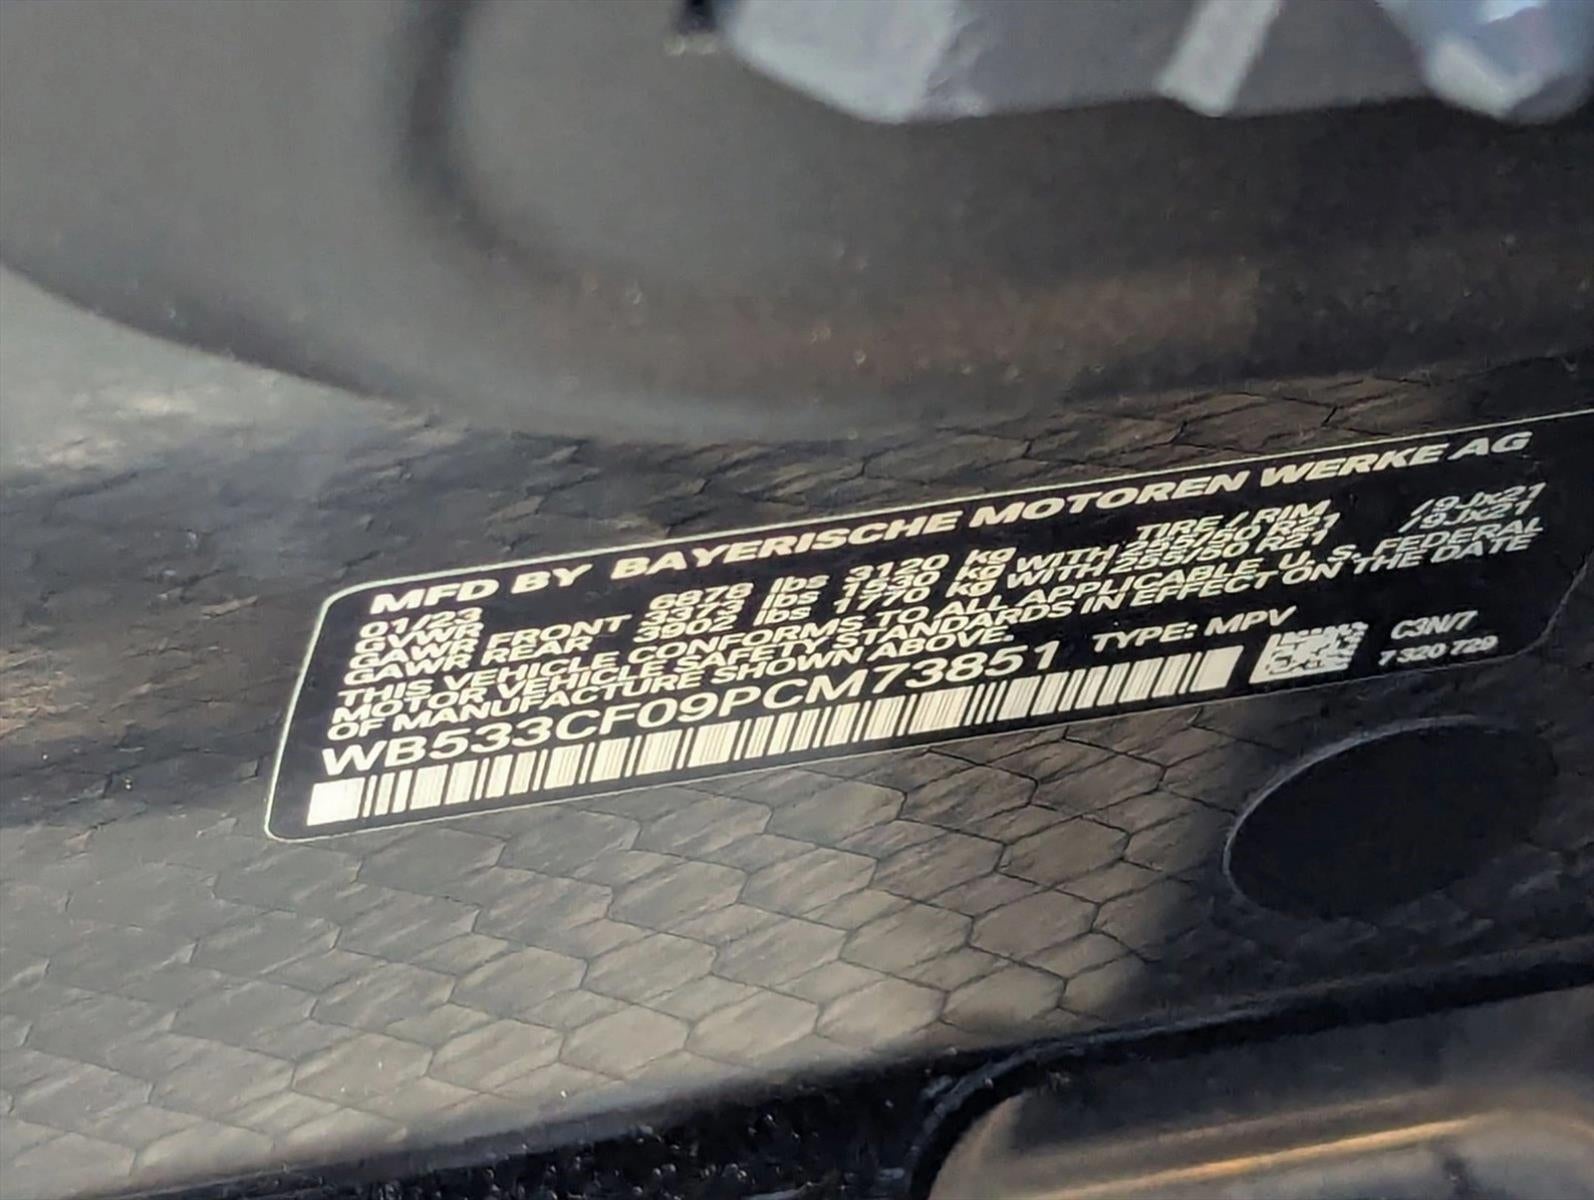 MFD BY BAYERISCHE MOTOREN WERKE AG
01/23 TIRE / RIM
GVWR 6878 lbs 3120 kg
GAWR FRONT 3373 lbs 1530 kg WITH 255/50 R21 /9Jx21
GAWR REAR 3902 lbs 1770 kg WITH 255/50 R21 /9Jx21
THIS VEHICLE CONFORMS TO ALL APPLICABLE U.S. FEDERAL
MOTOR VEHICLE SAFETY STANDARDS IN EFFECT ON THE DATE
OF MANUFACTURE SHOWN ABOVE.
WB533CF09PCM73851 TYPE: MPV
C3N/7
7 320 729